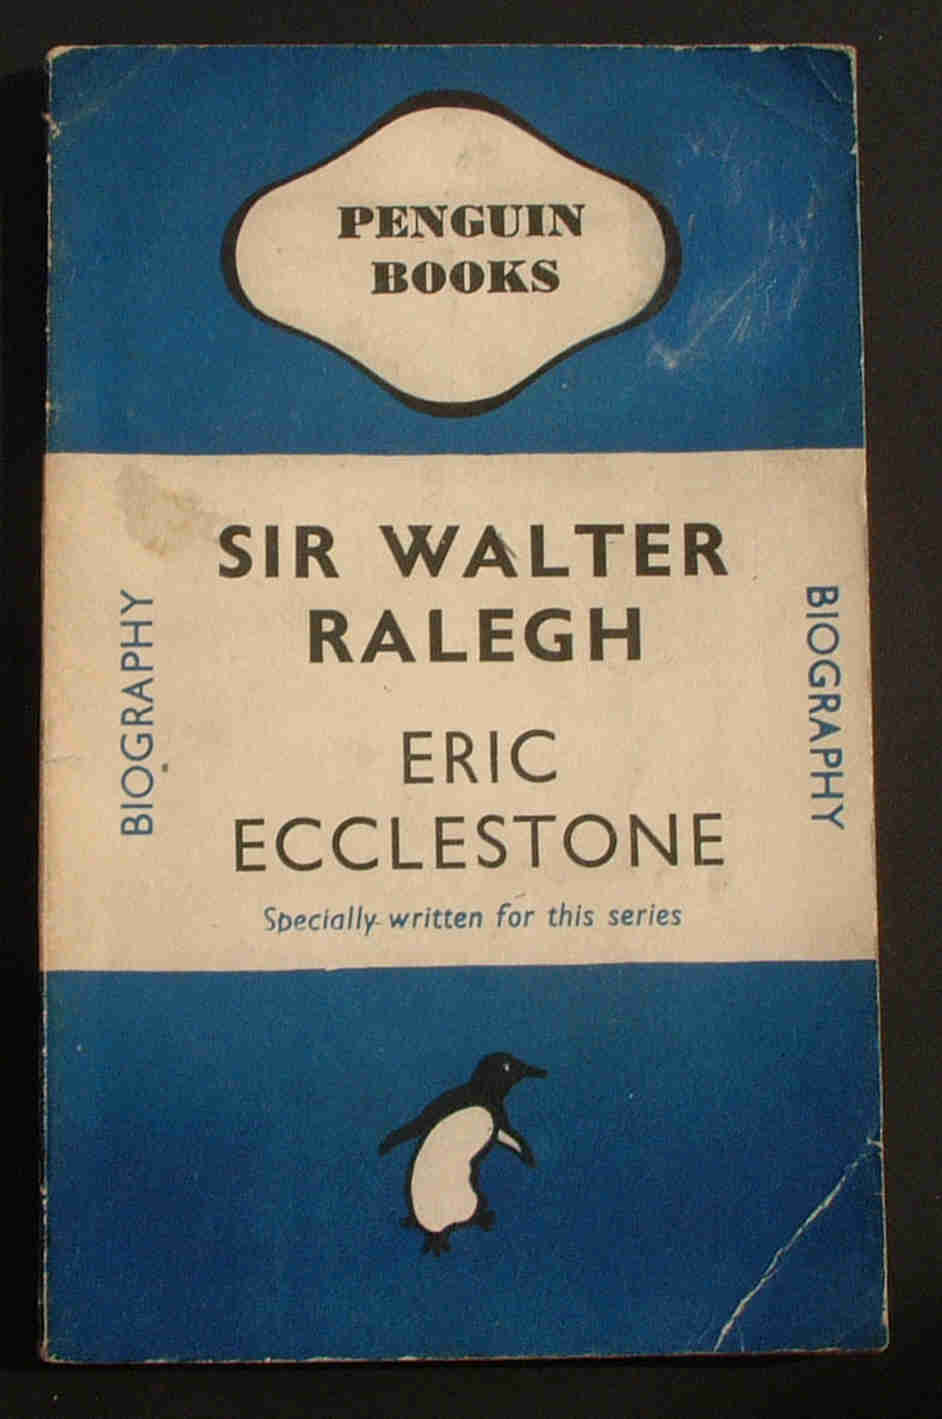 PENGUIN
BOOKS
SIR WALTER
RALEGH
BIOGRAPHY
BIOGRAPHY
ERIC
ECCLESTONE
Specially written for this series